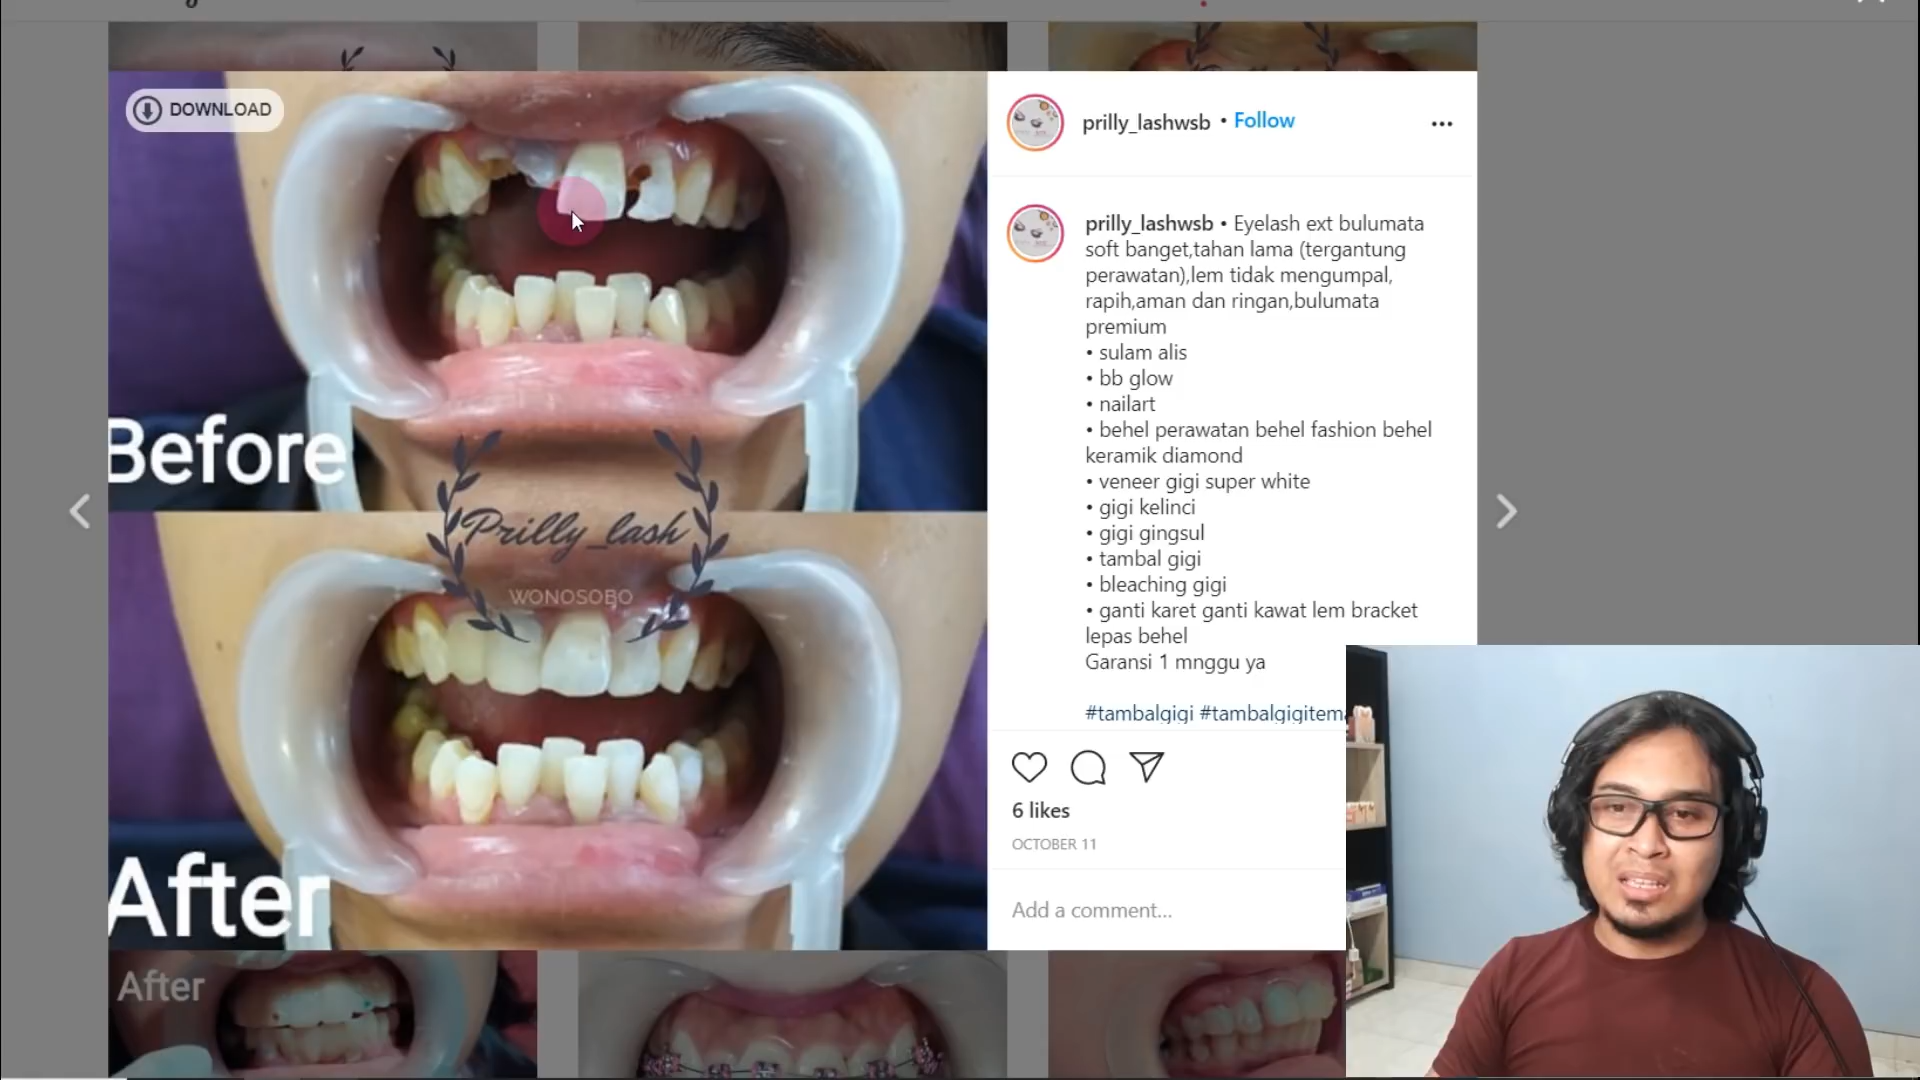 DOWNLOAD
Before
Prilly_lash
WONOSOBO
After
After
prilly_lashwsb • Follow
prilly_lashwsb • Eyelash ext bulumata
soft banget,tahan lama (tergantung
perawatan),lem tidak mengumpal,
rapih,aman dan ringan,bulumata
premium
• sulam alis
• bb glow
• nailart
• behel perawatan behel fashion behel
keramik diamond
• veneer gigi super white
• gigi kelinci
• gigi gingsul
• tambal gigi
• bleaching gigi
• ganti karet ganti kawat lem bracket
lepas behel
Garansi 1 mnggu ya
#tambalgigi
6 likes
OCTOBER 11
Add a comment...